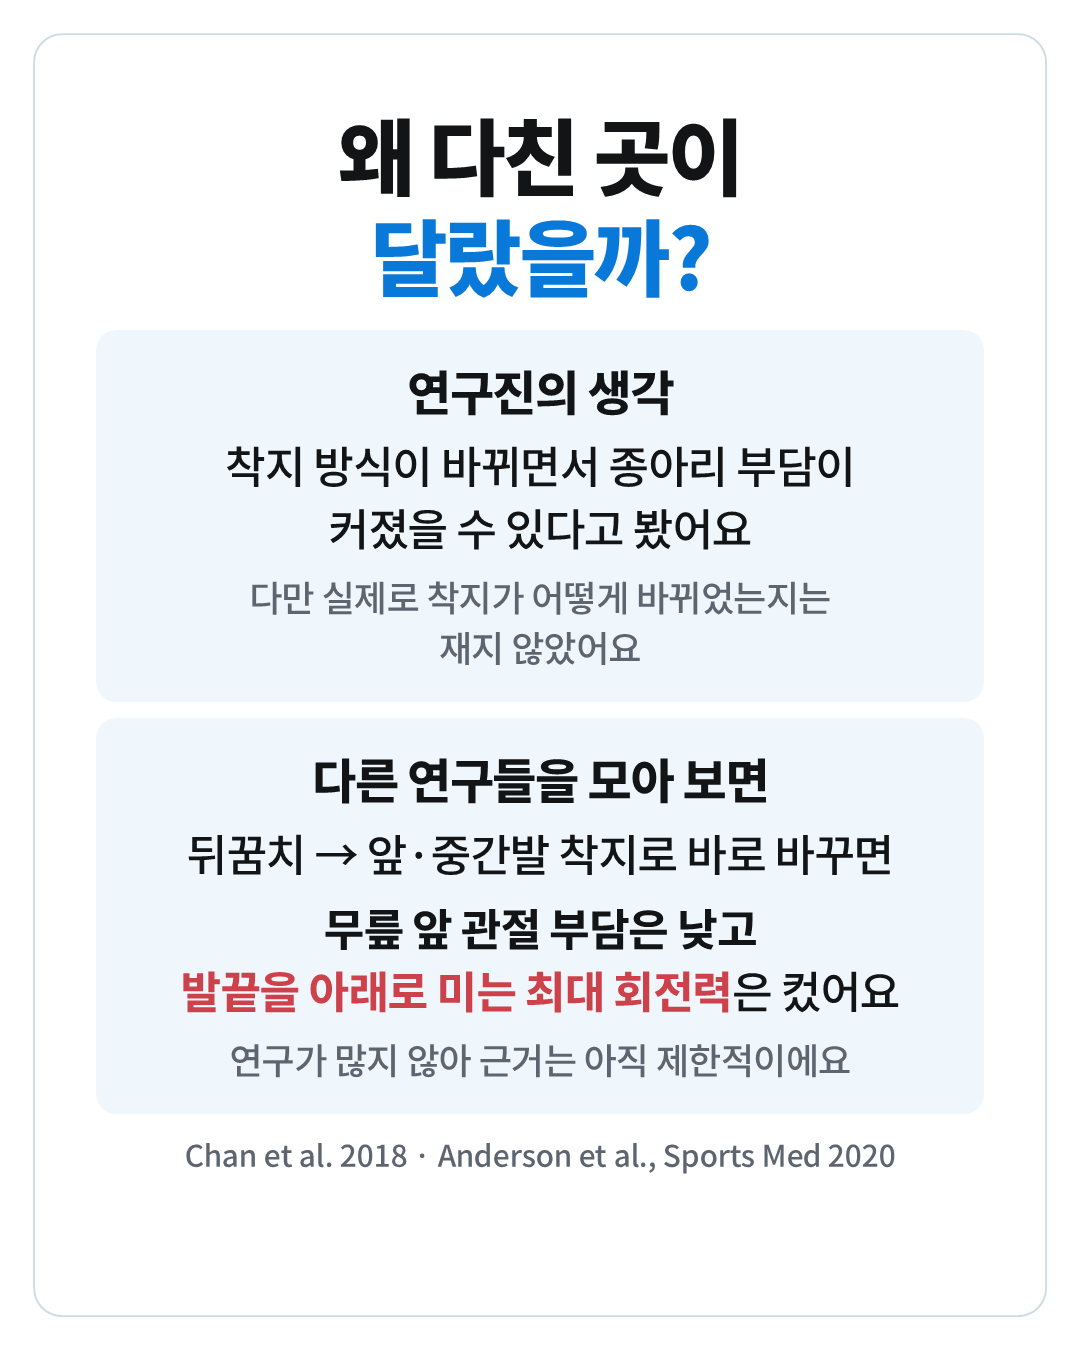 왜 다친 곳이
달랐을까?
연구진의 생각
착지 방식이 바뀌면서 종아리 부담이
커졌을 수 있다고 봤어요
다만 실제로 착지가 어떻게 바뀌었는지는
재지 않았어요
다른 연구들을 모아 보면
뒤꿈치 → 앞·중간발 착지로 바로 바꾸면
무릎 앞 관절 부담은 낮고
발끝을 아래로 미는 최대 회전력은 컸어요
연구가 많지 않아 근거는 아직 제한적이에요
Chan et al. 2018 · Anderson et al., Sports Med 2020